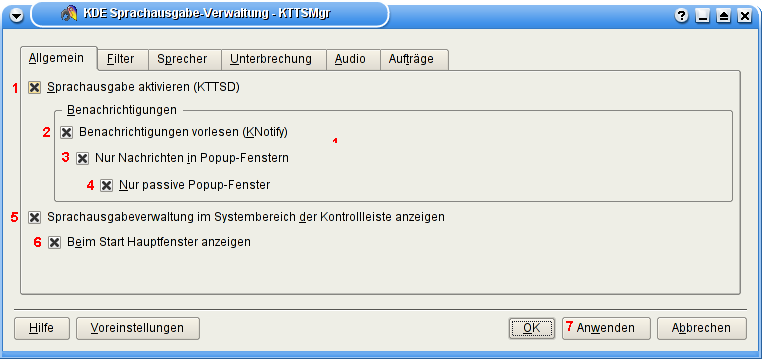 KDE Sprachausgabe-Verwaltung - KTTSMgr
?
Allgemein Filter Sprecher Unterbrechung Audio Aufträge
1 Sprachausgabe aktivieren (KTTSD)
Benachrichtigungen
2 Benachrichtigungen vorlesen (KNotify)
1
3 Nur Nachrichten in Popup-Fenstern
4 Nur passive Popup-Fenster
5 Sprachausgabeverwaltung im Systembereich der Kontrollleiste anzeigen
6 Beim Start Hauptfenster anzeigen
Hilfe Voreinstellungen OK 7 Anwenden Abbrechen